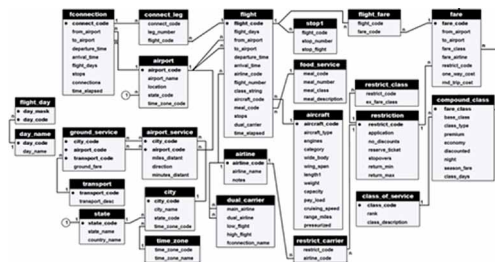 fconnection
connect_code
from_airport
to_airport
departure_time
arrival_time
flight_days
stops
connections
time_elapsed
connect_leg
connect_code
leg_number
flight_code
airport
airport_code
airport_name
location
state_code
time_zone_code
flight
flight_code
flight_days
from_airport
to_airport
departure_time
arrival_time
airline_code
flight_number
class_string
aircraft_code
meal_code
stops
dual_carrier
time_elapsed
stop1
flight_code
stop_number
stop_flight
flight_fare
flight_code
fare_code
fare
fare_code
from_airport
to_airport
fare_class
fare_airline
restrict_code
one_way_cost
rnd_trip_cost
food_service
meal_code
meal_number
meal_class
meal_description
restrict_class
restrict_code
ex_fare_class
compound_class
fare_class
base_class
class_type
premium
economy
discounted
night
season_fare
class_days
flight_day
day_mask
day_code
day_name
day_code
day_name
ground_service
city_code
airport_code
transport_code
ground_fare
airport_service
city_code
airport_code
miles_distant
direction
minutes_distant
airline
airline_code
airline_name
notes
aircraft
aircraft_code
aircraft_type
engines
category
wide_body
wing_span
length1
weight
capacity
pay_load
cruising_speed
range_miles
pressurized
restriction
restrict_code
application
no_discounts
reserve_ticket
stopovers
return_min
return_max
class_of_service
class_code
rank
class_description
transport
transport_code
transport_desc
city
city_code
city_name
state_code
time_zone_code
state
state_code
state_name
country_name
time_zone
time_zone_code
time_zone_name
dual_carrier
main_airline
dual_airline
low_flight
high_flight
fconnection_name
restrict_carrier
restrict_code
airline_code